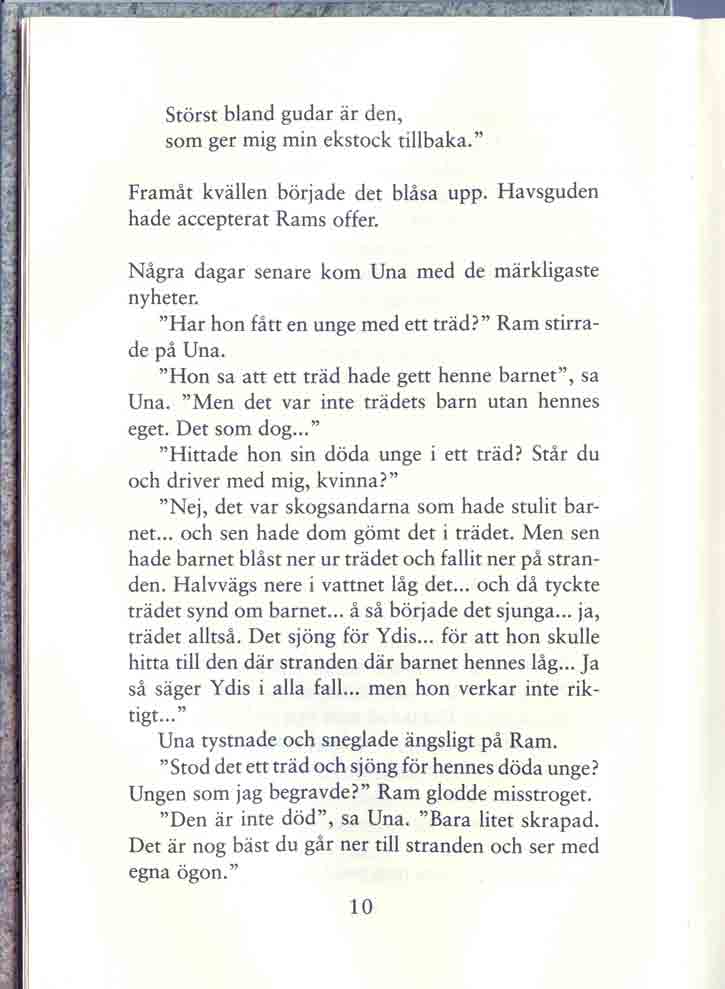 Störst bland gudar är den,
som ger mig min ekstock tillbaka.”
Framåt kvällen började det blåsa upp. Havsguden
hade accepterat Rams offer.
Några dagar senare kom Una med de märkligaste
nyheter.
”Har hon fått en unge med ett träd?” Ram stirra-
de på Una.
”Hon sa att ett träd hade gett henne barnet”, sa
Una. ”Men det var inte trädets barn utan hennes
eget. Det som dog...”
”Hittade hon sin döda unge i ett träd? Står du
och driver med mig, kvinna?”
”Nej, det var skogsandarna som hade stulit bar-
net... och sen hade dom gömt det i trädet. Men sen
hade barnet blåst ner ur trädet och fallit ner på stran-
den. Halvvägs nere i vattnet låg det... och då tyckte
trädet synd om barnet... å så började det sjunga... ja,
trädet alltså. Det sjöng för Ydis... för att hon skulle
hitta till den där stranden där barnet hennes låg... Ja
så säger Ydis i alla fall... men hon verkar inte rik-
tigt...”
Una tystnade och sneglade ängsligt på Ram.
”Stod det ett träd och sjöng för hennes döda unge?
Ungen som jag begravde?” Ram glodde misstroget.
”Den är inte död”, sa Una. ”Bara litet skrapad.
Det är nog bäst du går ner till stranden och ser med
egna ögon.”
10